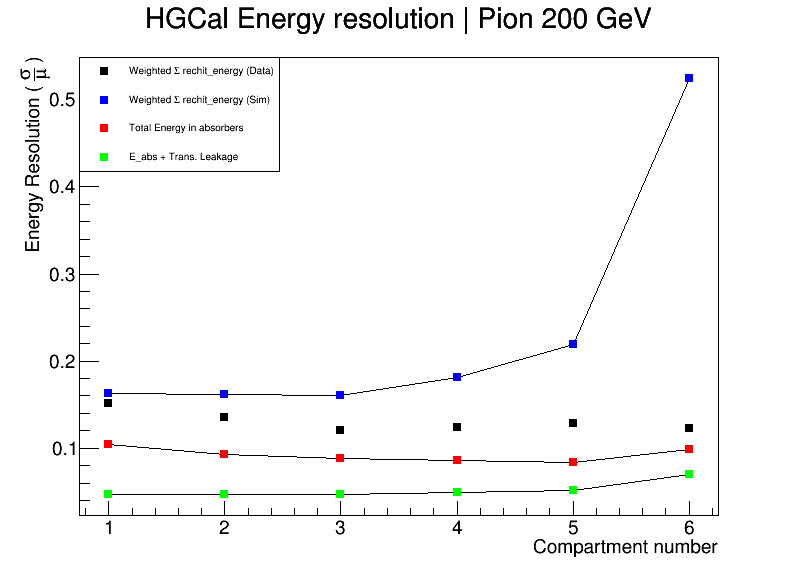 HGCal Energy resolution | Pion 200 GeV
Energy Resolution ( σ/μ )
Weighted Σ rechit_energy (Data)
Weighted Σ rechit_energy (Sim)
Total Energy in absorbers
E_abs + Trans. Leakage
0.5
0.4
0.3
0.2
0.1
1 2 3 4 5 6
Compartment number